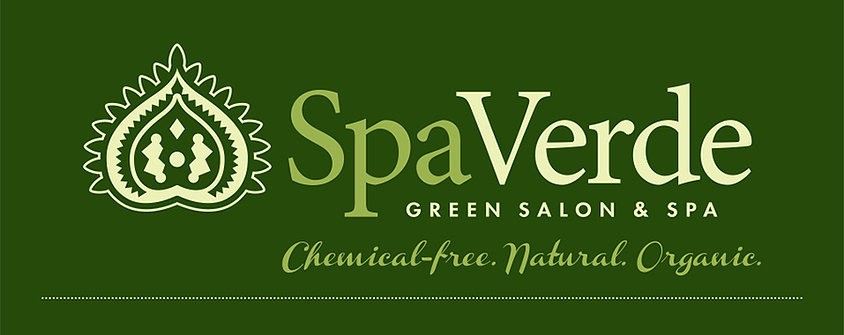 SpaVerde
GREEN SALON & SPA
Chemical-free. Natural. Organic.